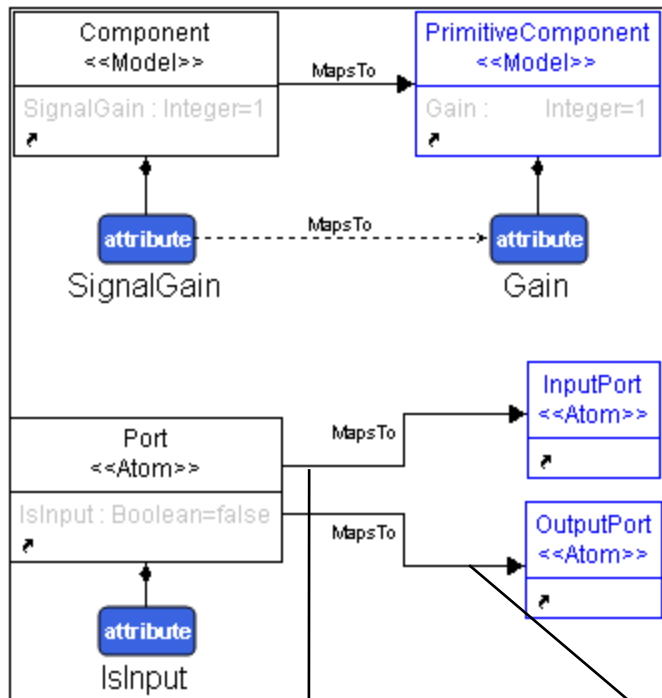 Component
<<Model>>
SignalGain : Integer=1
MapsTo
PrimitiveComponent
<<Model>>
Gain : Integer=1
attribute
SignalGain
MapsTo
attribute
Gain
Port
<<Atom>>
IsInput : Boolean=false
MapsTo
InputPort
<<Atom>>
MapsTo
OutputPort
<<Atom>>
attribute
IsInput